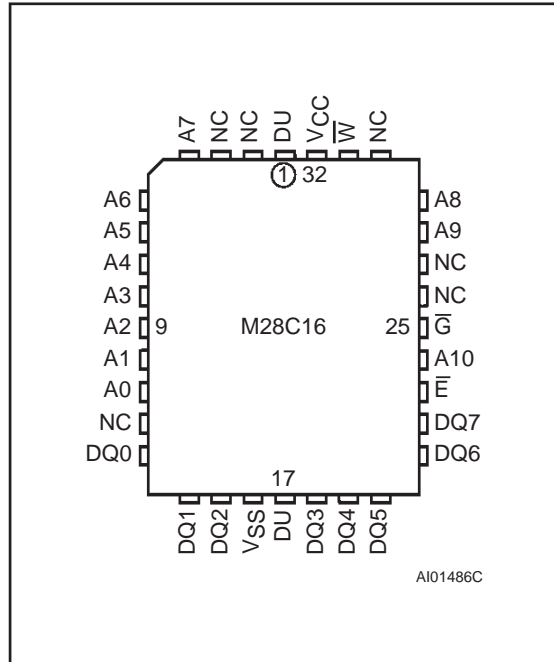 A7 NC NC DU VCC W̅ NC
1 32
A6 A8
A5 A9
A4 NC
A3 NC
A2 9 M28C16 25 G̅
A1 A10
A0 E̅
NC DQ7
DQ0 DQ6
17
DQ1 DQ2 VSS DU DQ3 DQ4 DQ5
AI01486C